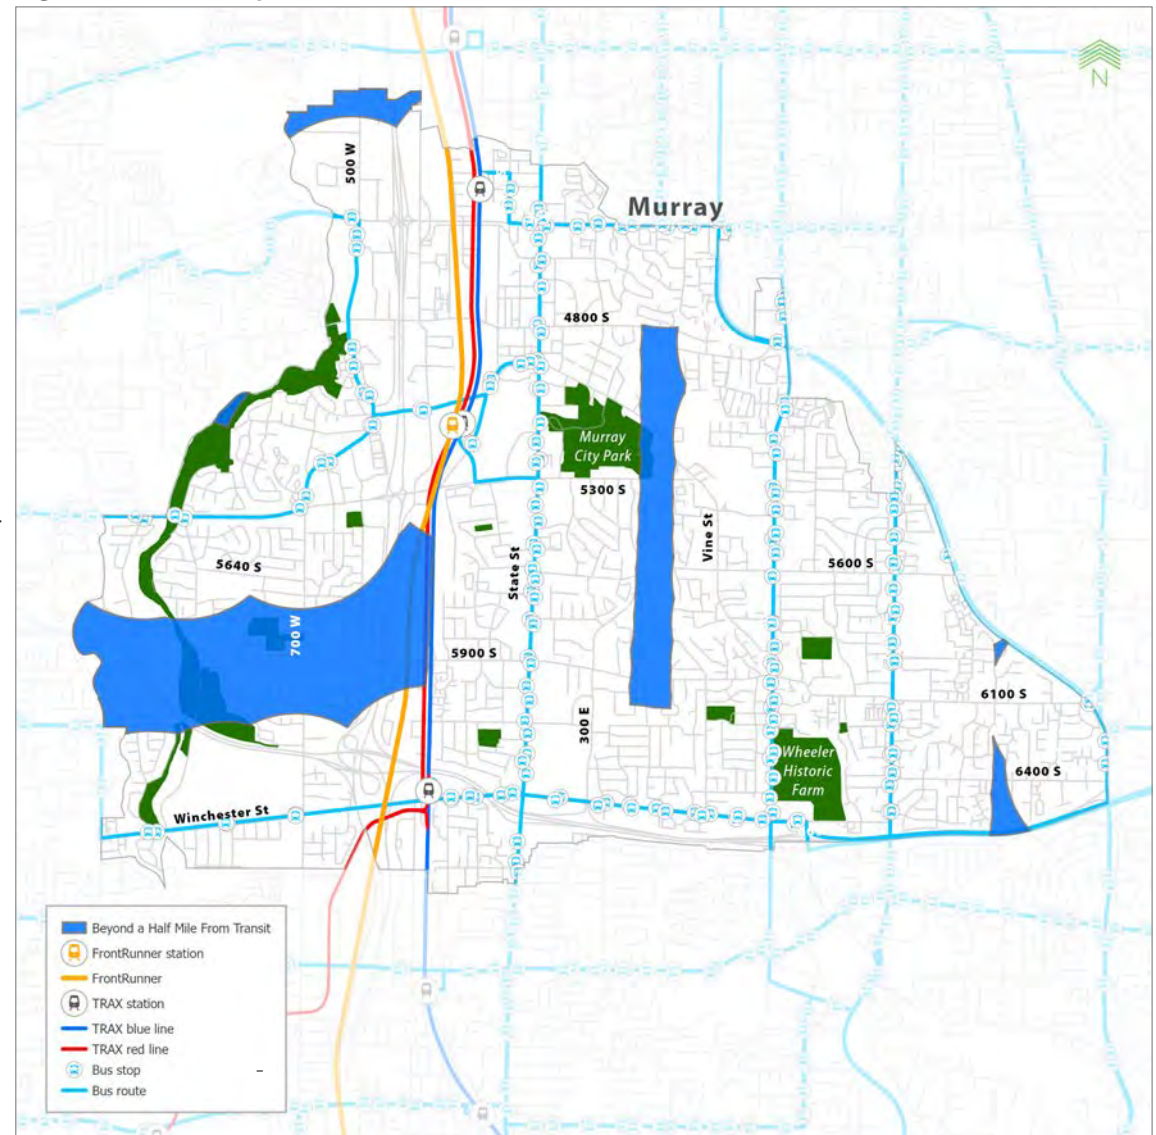 N
500 W
Murray
4800 S
Murray
City Park
5300 S
Vine St
State St
5640 S
5600 S
700 W
5900 S
6100 S
300 E
Wheeler
Historic
Farm
6400 S
Winchester St
Beyond a Half Mile From Transit
FrontRunner station
FrontRunner
TRAX station
TRAX blue line
TRAX red line
Bus stop
Bus route